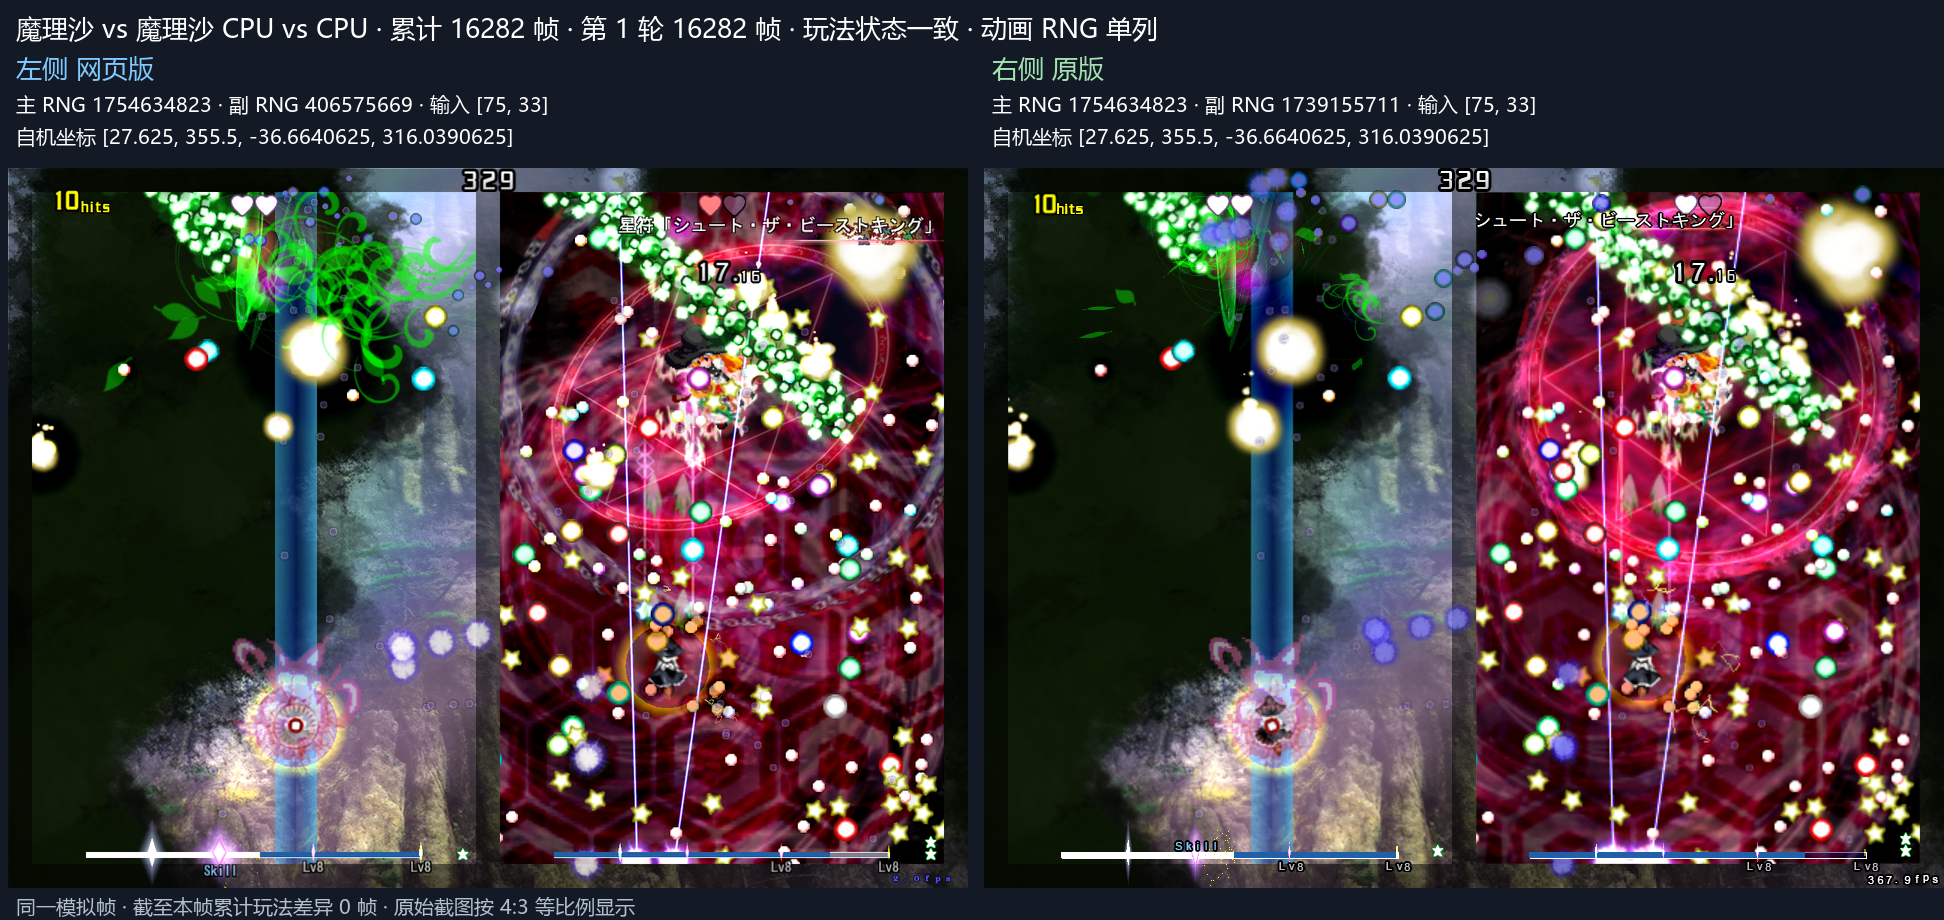 魔理沙 vs 魔理沙 CPU vs CPU · 累计 16282 帧 · 第 1 轮 16282 帧 · 玩法状态一致 · 动画 RNG 单列
左侧 网页版
主 RNG 1754634823 · 副 RNG 406575669 · 输入 [75, 33]
自机坐标 [27.625, 355.5, -36.6640625, 316.0390625]
右侧 原版
主 RNG 1754634823 · 副 RNG 1739155711 · 输入 [75, 33]
自机坐标 [27.625, 355.5, -36.6640625, 316.0390625]
329
10hits
星符「シュート・ザ・ビーストキング」
17.16
Skill
Lv8
Lv8
Lv8
Lv8
2.0fps
329
10hits
シュート・ザ・ビーストキング」
17.16
Skill
Lv8
Lv8
Lv8
Lv8
367.9fps
同一模拟帧 · 截至本帧累计玩法差异 0 帧 · 原始截图按 4:3 等比例显示